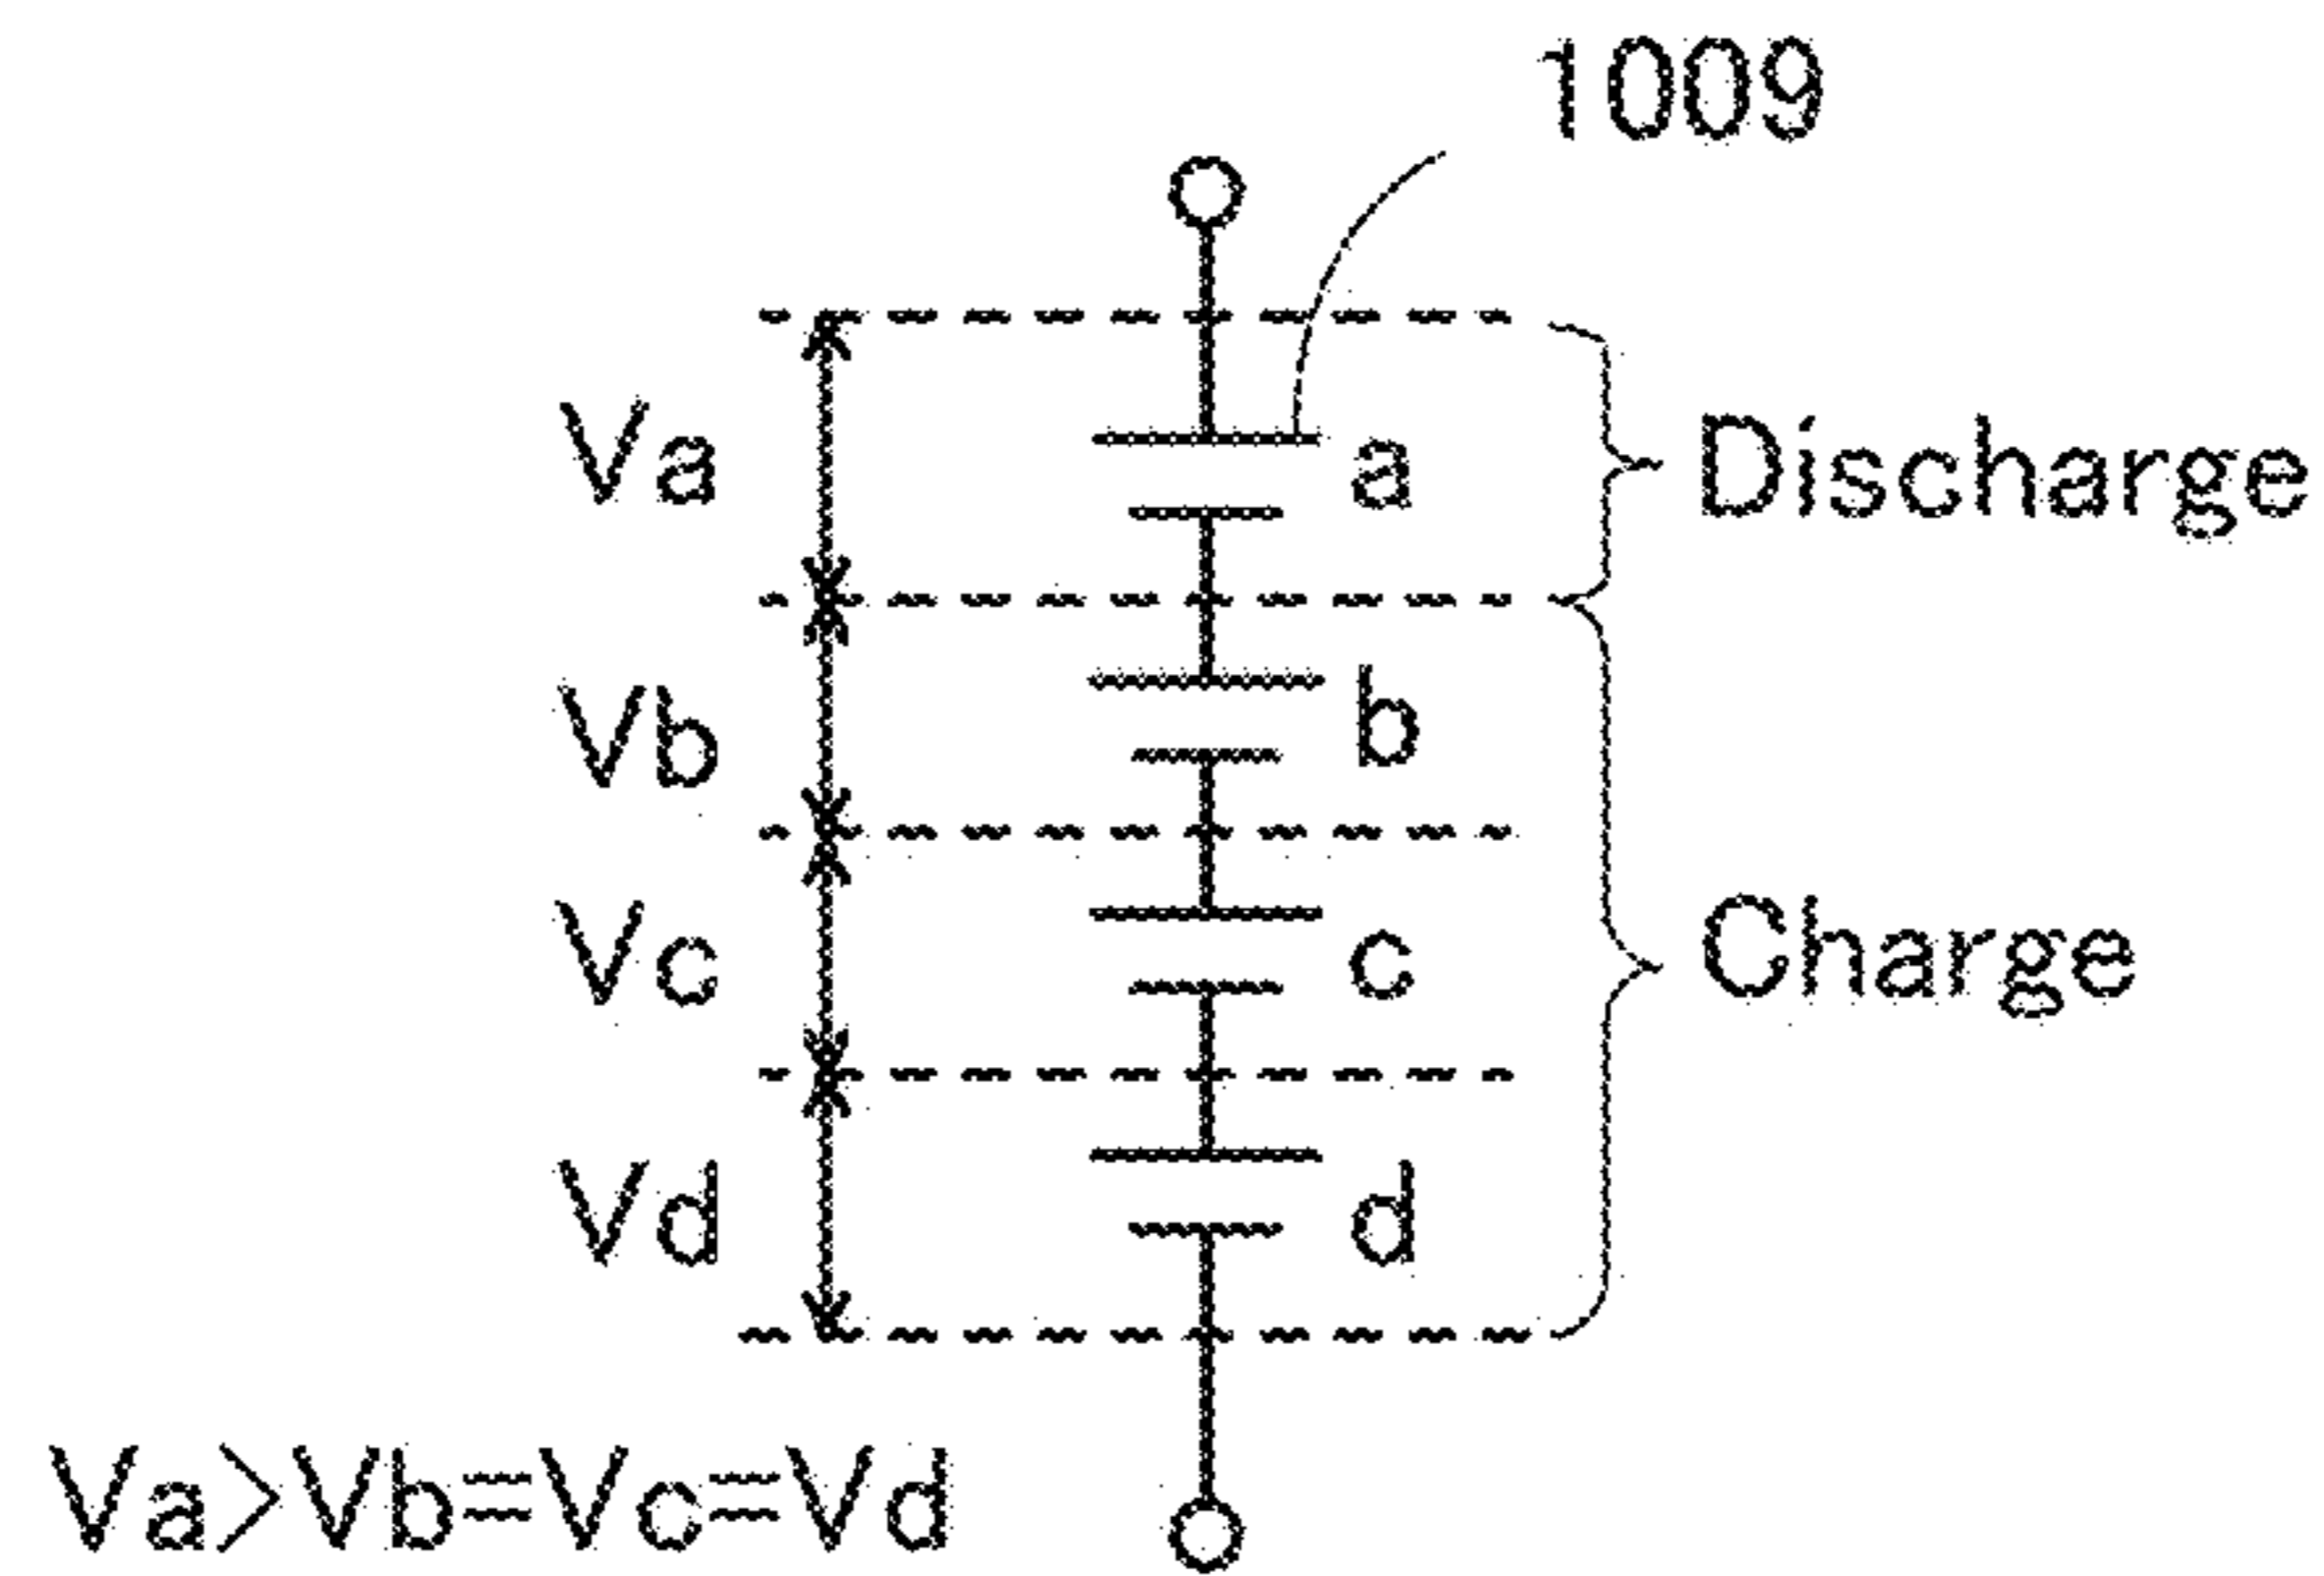 1009
Va
a
Discharge
Vb
b
Vc
c
Charge
Vd
d
Va>Vb=Vc=Vd